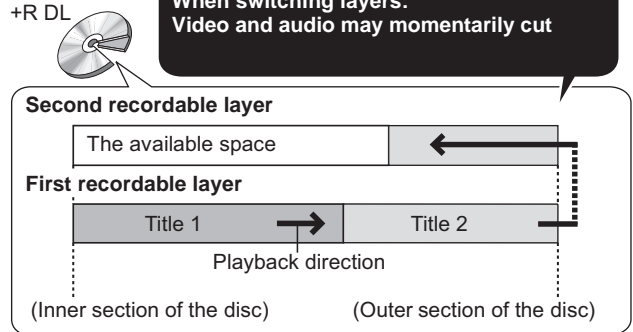 +R DL
When switching layers:
Video and audio may momentarily cut
Second recordable layer
The available space
First recordable layer
Title 1
Title 2
Playback direction
(Inner section of the disc)
(Outer section of the disc)